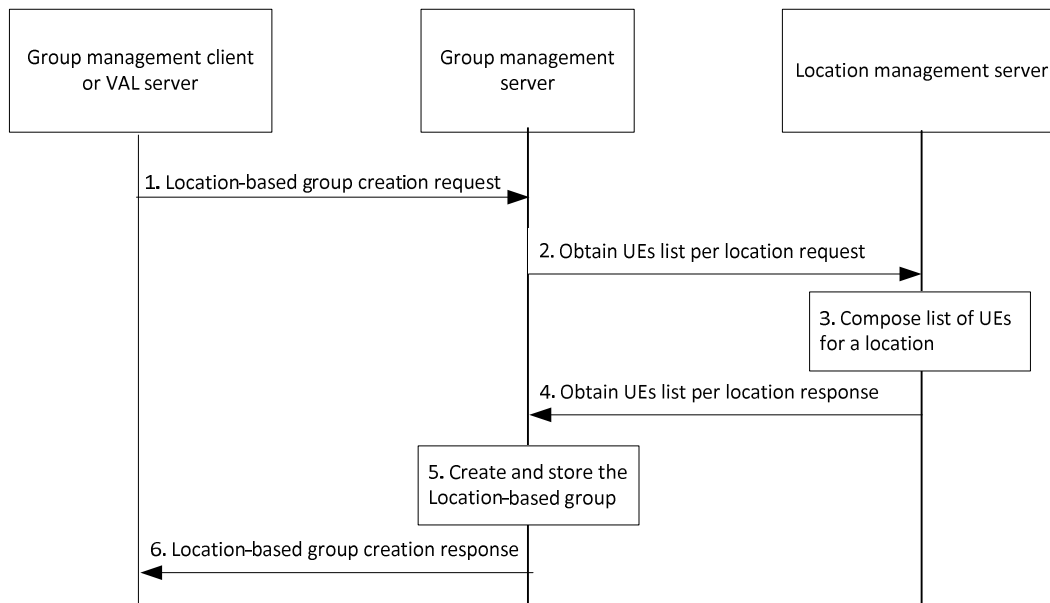 Group management client
or VAL server
Group management
server
Location management server
1. Location-based group creation request
2. Obtain UEs list per location request
3. Compose list of UEs
for a location
4. Obtain UEs list per location response
5. Create and store the
Location-based group
6. Location-based group creation response